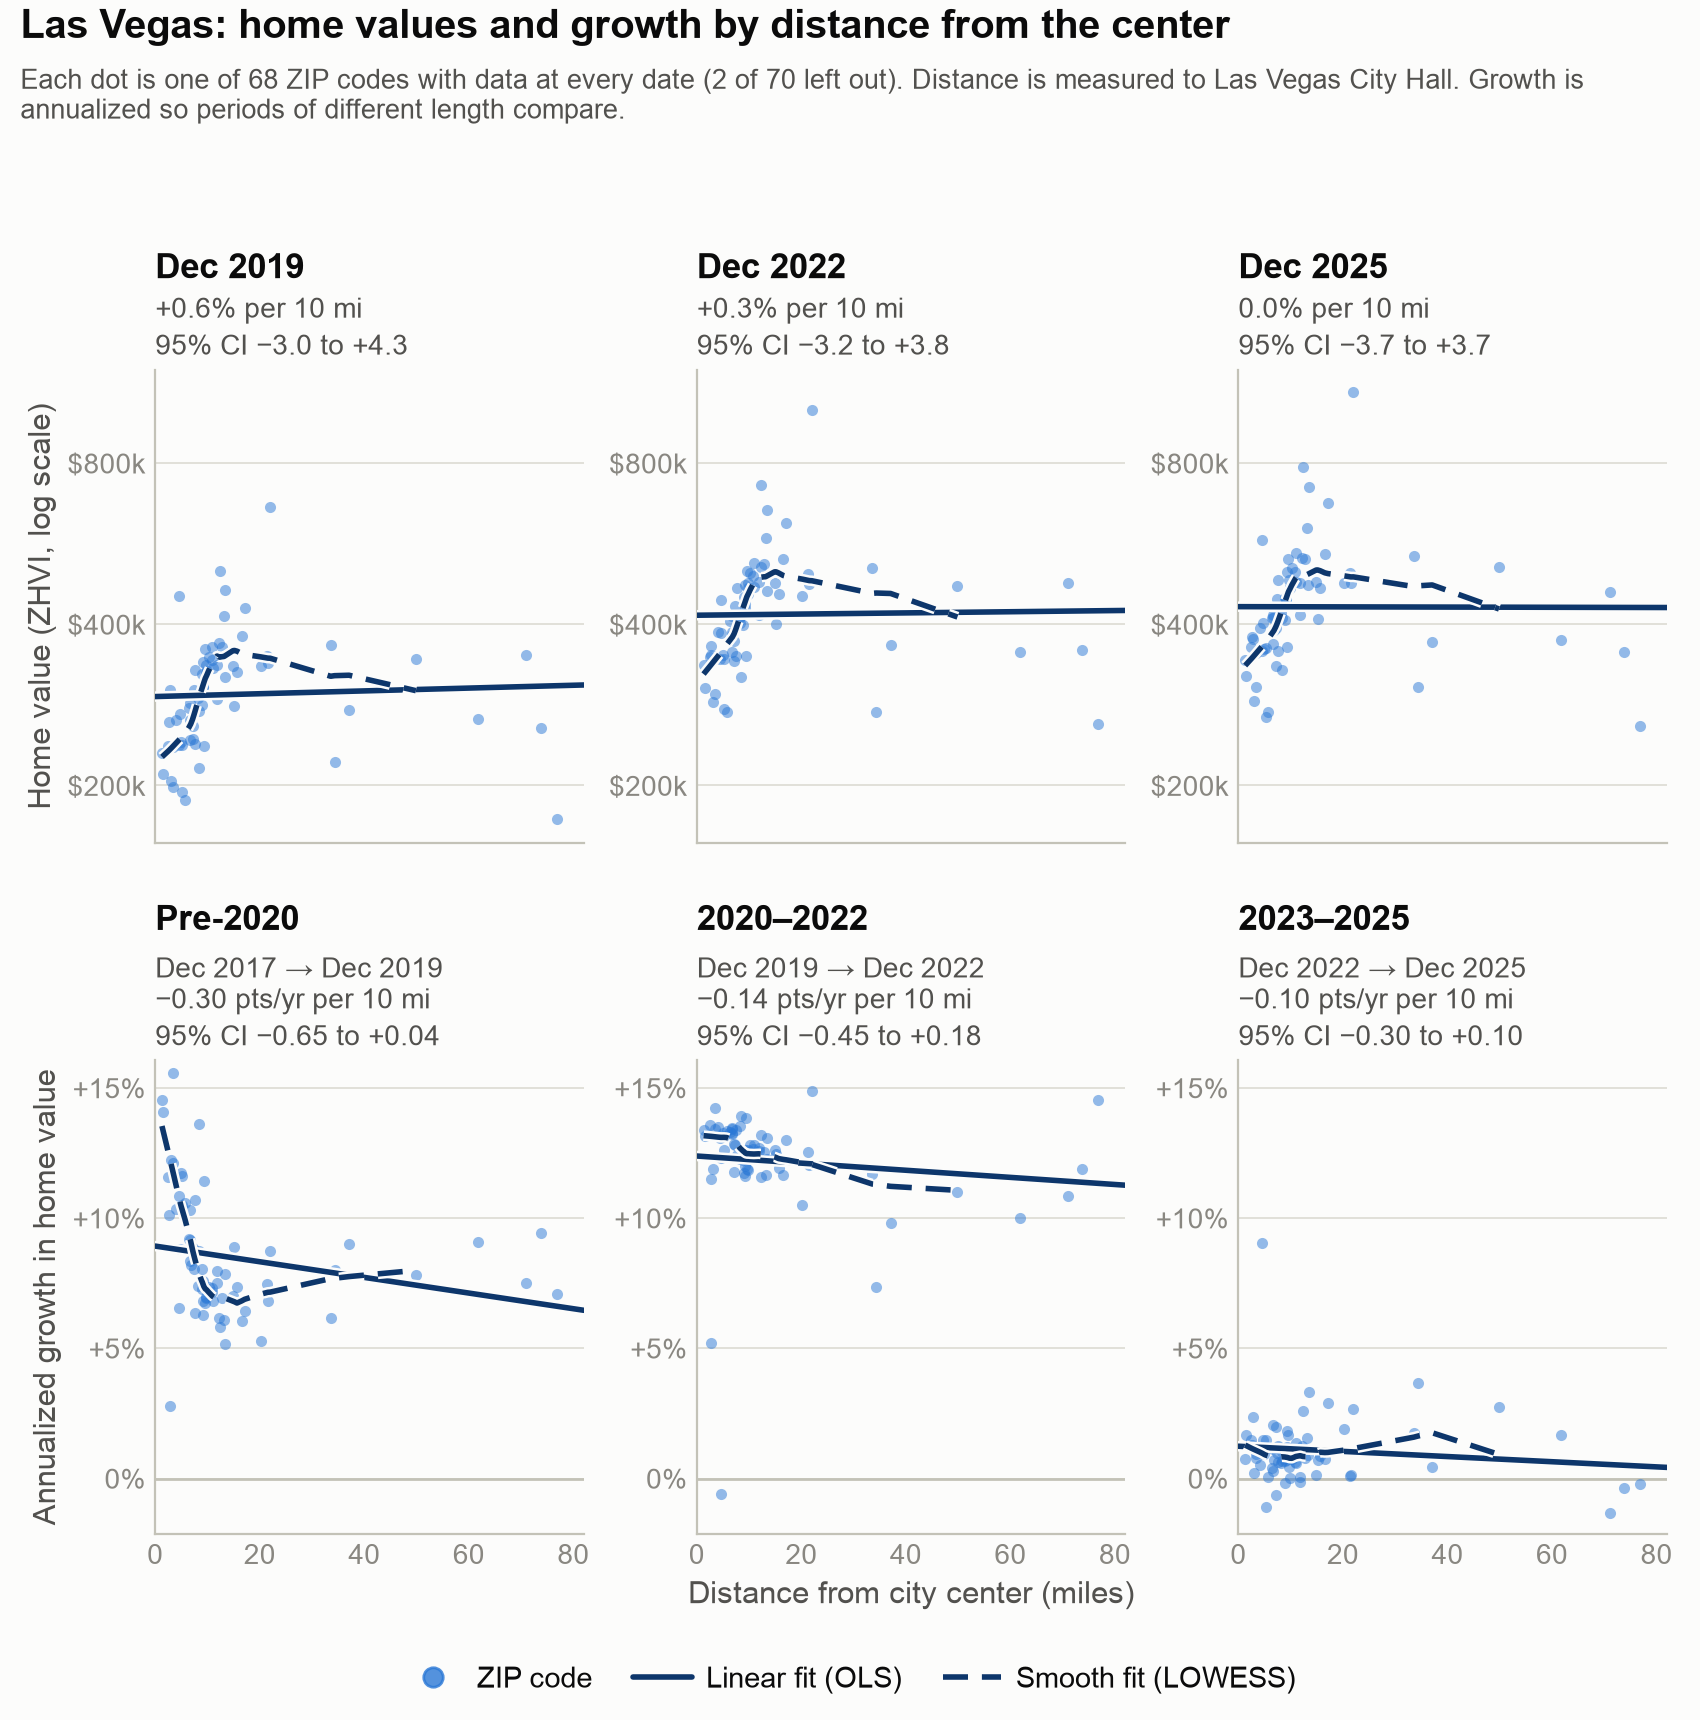 Las Vegas: home values and growth by distance from the center
Each dot is one of 68 ZIP codes with data at every date (2 of 70 left out). Distance is measured to Las Vegas City Hall. Growth is
annualized so periods of different length compare.
Dec 2019
+0.6% per 10 mi
95% CI −3.0 to +4.3
Dec 2022
+0.3% per 10 mi
95% CI −3.2 to +3.8
Dec 2025
0.0% per 10 mi
95% CI −3.7 to +3.7
Home value (ZHVI, log scale)
$800k
$400k
$200k
$800k
$400k
$200k
$800k
$400k
$200k
Pre-2020
Dec 2017 → Dec 2019
−0.30 pts/yr per 10 mi
95% CI −0.65 to +0.04
2020–2022
Dec 2019 → Dec 2022
−0.14 pts/yr per 10 mi
95% CI −0.45 to +0.18
2023–2025
Dec 2022 → Dec 2025
−0.10 pts/yr per 10 mi
95% CI −0.30 to +0.10
Annualized growth in home value
+15%
+10%
+5%
0%
+15%
+10%
+5%
0%
+15%
+10%
+5%
0%
0 20 40 60 80
0 20 40 60 80
0 20 40 60 80
Distance from city center (miles)
ZIP code
Linear fit (OLS)
Smooth fit (LOWESS)